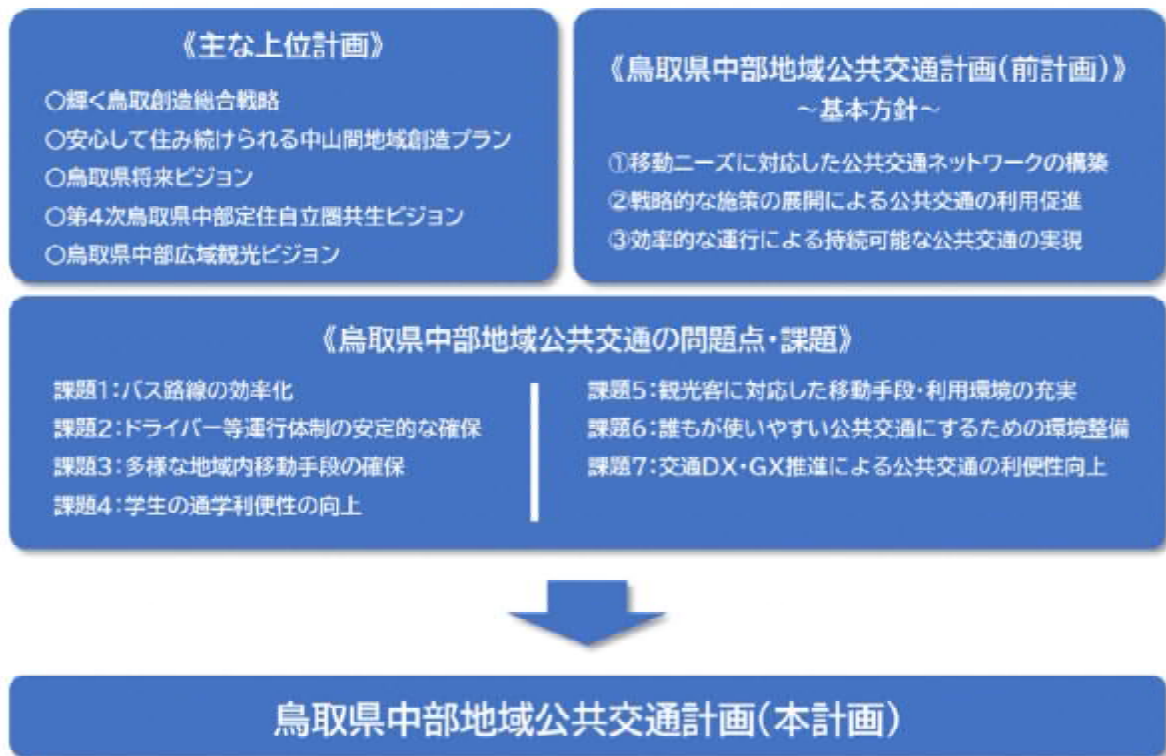 《主な上位計画》
○輝く鳥取創造総合戦略
○安心して住み続けられる中山間地域創造プラン
○鳥取県将来ビジョン
○第4次鳥取県中部定住自立圏共生ビジョン
○鳥取県中部広域観光ビジョン
《鳥取県中部地域公共交通計画(前計画)》
～基本方針～
①移動ニーズに対応した公共交通ネットワークの構築
②戦略的な施策の展開による公共交通の利用促進
③効率的な運行による持続可能な公共交通の実現
《鳥取県中部地域公共交通の問題点・課題》
課題1：バス路線の効率化
課題2：ドライバー等運行体制の安定的な確保
課題3：多様な地域内移動手段の確保
課題4：学生の通学利便性の向上
課題5：観光客に対応した移動手段・利用環境の充実
課題6：誰もが使いやすい公共交通にするための環境整備
課題7：交通DX・GX推進による公共交通の利便性向上
鳥取県中部地域公共交通計画(本計画)